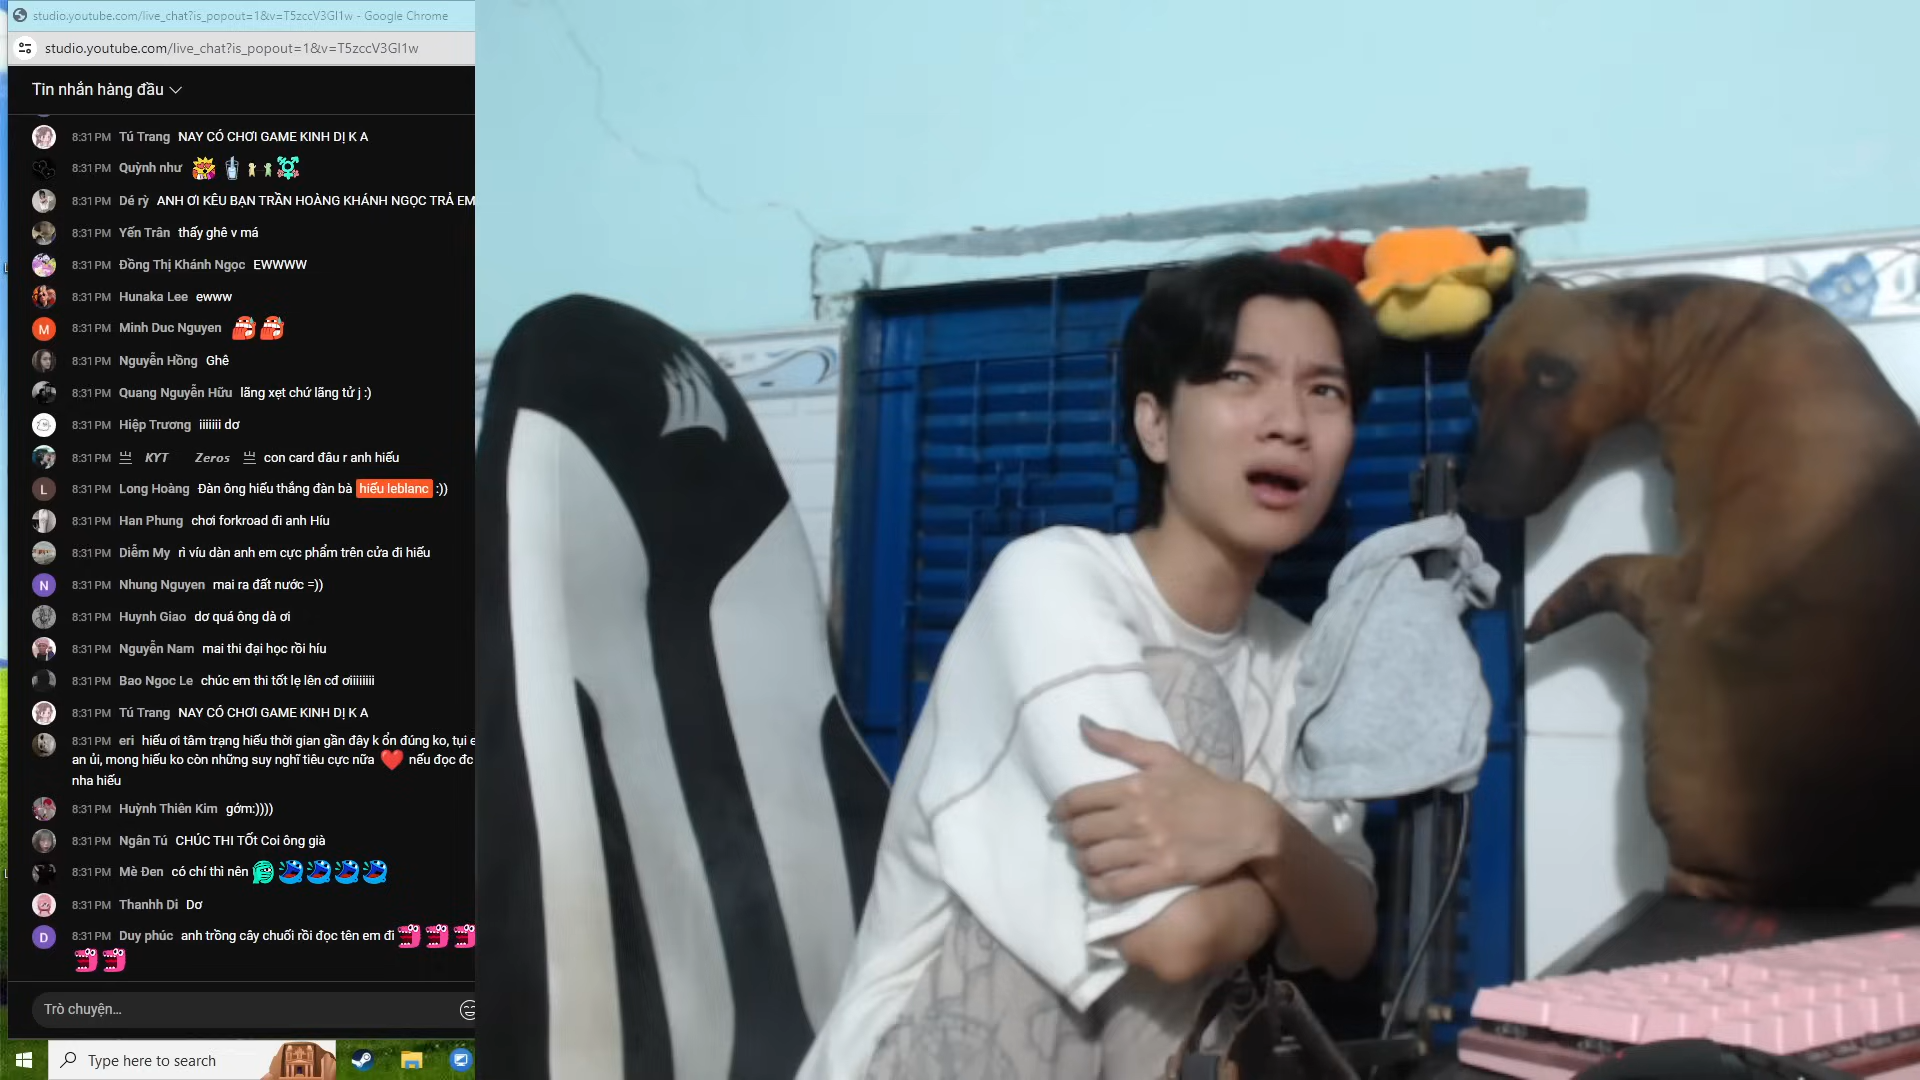 studio.youtube.com/live_chat?is_popout=1&v=T5zccV3GI1w - Google Chrome
studio.youtube.com/live_chat?is_popout=1&v=T5zccV3GI1w
Tin nhắn hàng đầu
8:31 PM Tú Trang NAY CÓ CHƠI GAME KINH DỊ K A
8:31 PM Quỳnh như
8:31 PM Dé rỳ ANH ƠI KÊU BẠN TRẦN HOÀNG KHÁNH NGỌC TRẢ EM
8:31 PM Yến Trân thấy ghê v má
8:31 PM Đồng Thị Khánh Ngọc EWWWW
8:31 PM Hunaka Lee ewww
M 8:31 PM Minh Duc Nguyen
8:31 PM Nguyễn Hồng Ghê
8:31 PM Quang Nguyễn Hữu lãng xẹt chứ lãng tử j :)
8:31 PM Hiệp Trương iiiiiii dơ
8:31 PM 亗 KYT Zeros 亗 con card đâu r anh hiếu
L 8:31 PM Long Hoàng Đàn ông hiếu thắng đàn bà hiếu leblanc :))
8:31 PM Han Phung chơi forkroad đi anh Híu
8:31 PM Diễm My rì víu dàn anh em cực phẩm trên cửa đi hiếu
N 8:31 PM Nhung Nguyen mai ra đất nước =))
8:31 PM Huynh Giao dơ quá ông dà ơi
8:31 PM Nguyễn Nam mai thi đại học rồi híu
8:31 PM Bao Ngoc Le chúc em thi tốt lẹ lên cđ ơiiiiiiii
8:31 PM Tú Trang NAY CÓ CHƠI GAME KINH DỊ K A
8:31 PM eri hiếu ơi tâm trạng hiếu thời gian gần đây k ổn đúng ko, tụi e
an ủi, mong hiếu ko còn những suy nghĩ tiêu cực nữa ❤️ nếu đọc đc
nha hiếu
8:31 PM Huỳnh Thiên Kim gớm:))))
8:31 PM Ngân Tú CHÚC THI TỐt Coi ông già
8:31 PM Mè Đen có chí thì nên
8:31 PM Thanhh Di Dơ
D 8:31 PM Duy phúc anh trồng cây chuối rồi đọc tên em đi
Trò chuyện...
Type here to search